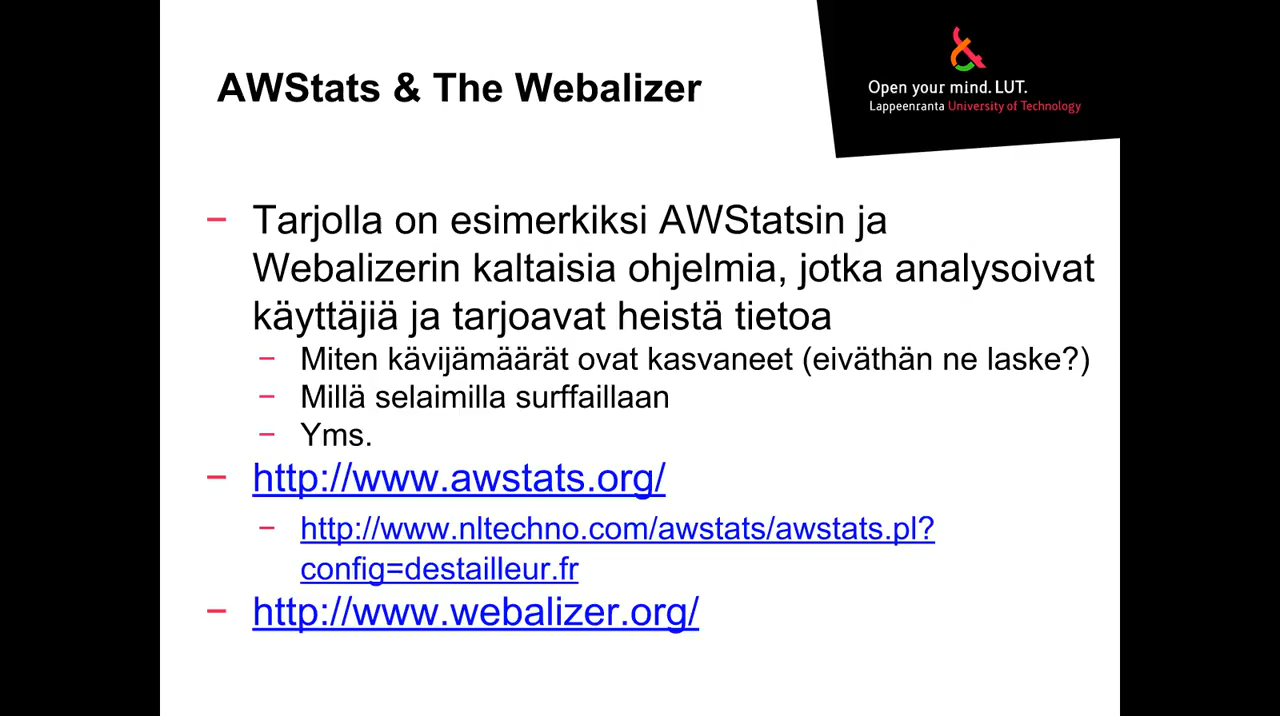 AWStats & The Webalizer
Open your mind. LUT.
Lappeenranta University of Technology
– Tarjolla on esimerkiksi AWStatsin ja
Webalizerin kaltaisia ohjelmia, jotka analysoivat
käyttäjiä ja tarjoavat heistä tietoa
– Miten kävijämäärät ovat kasvaneet (eiväthän ne laske?)
– Millä selaimilla surffaillaan
– Yms.
– http://www.awstats.org/
– http://www.nltechno.com/awstats/awstats.pl?
config=destailleur.fr
– http://www.webalizer.org/